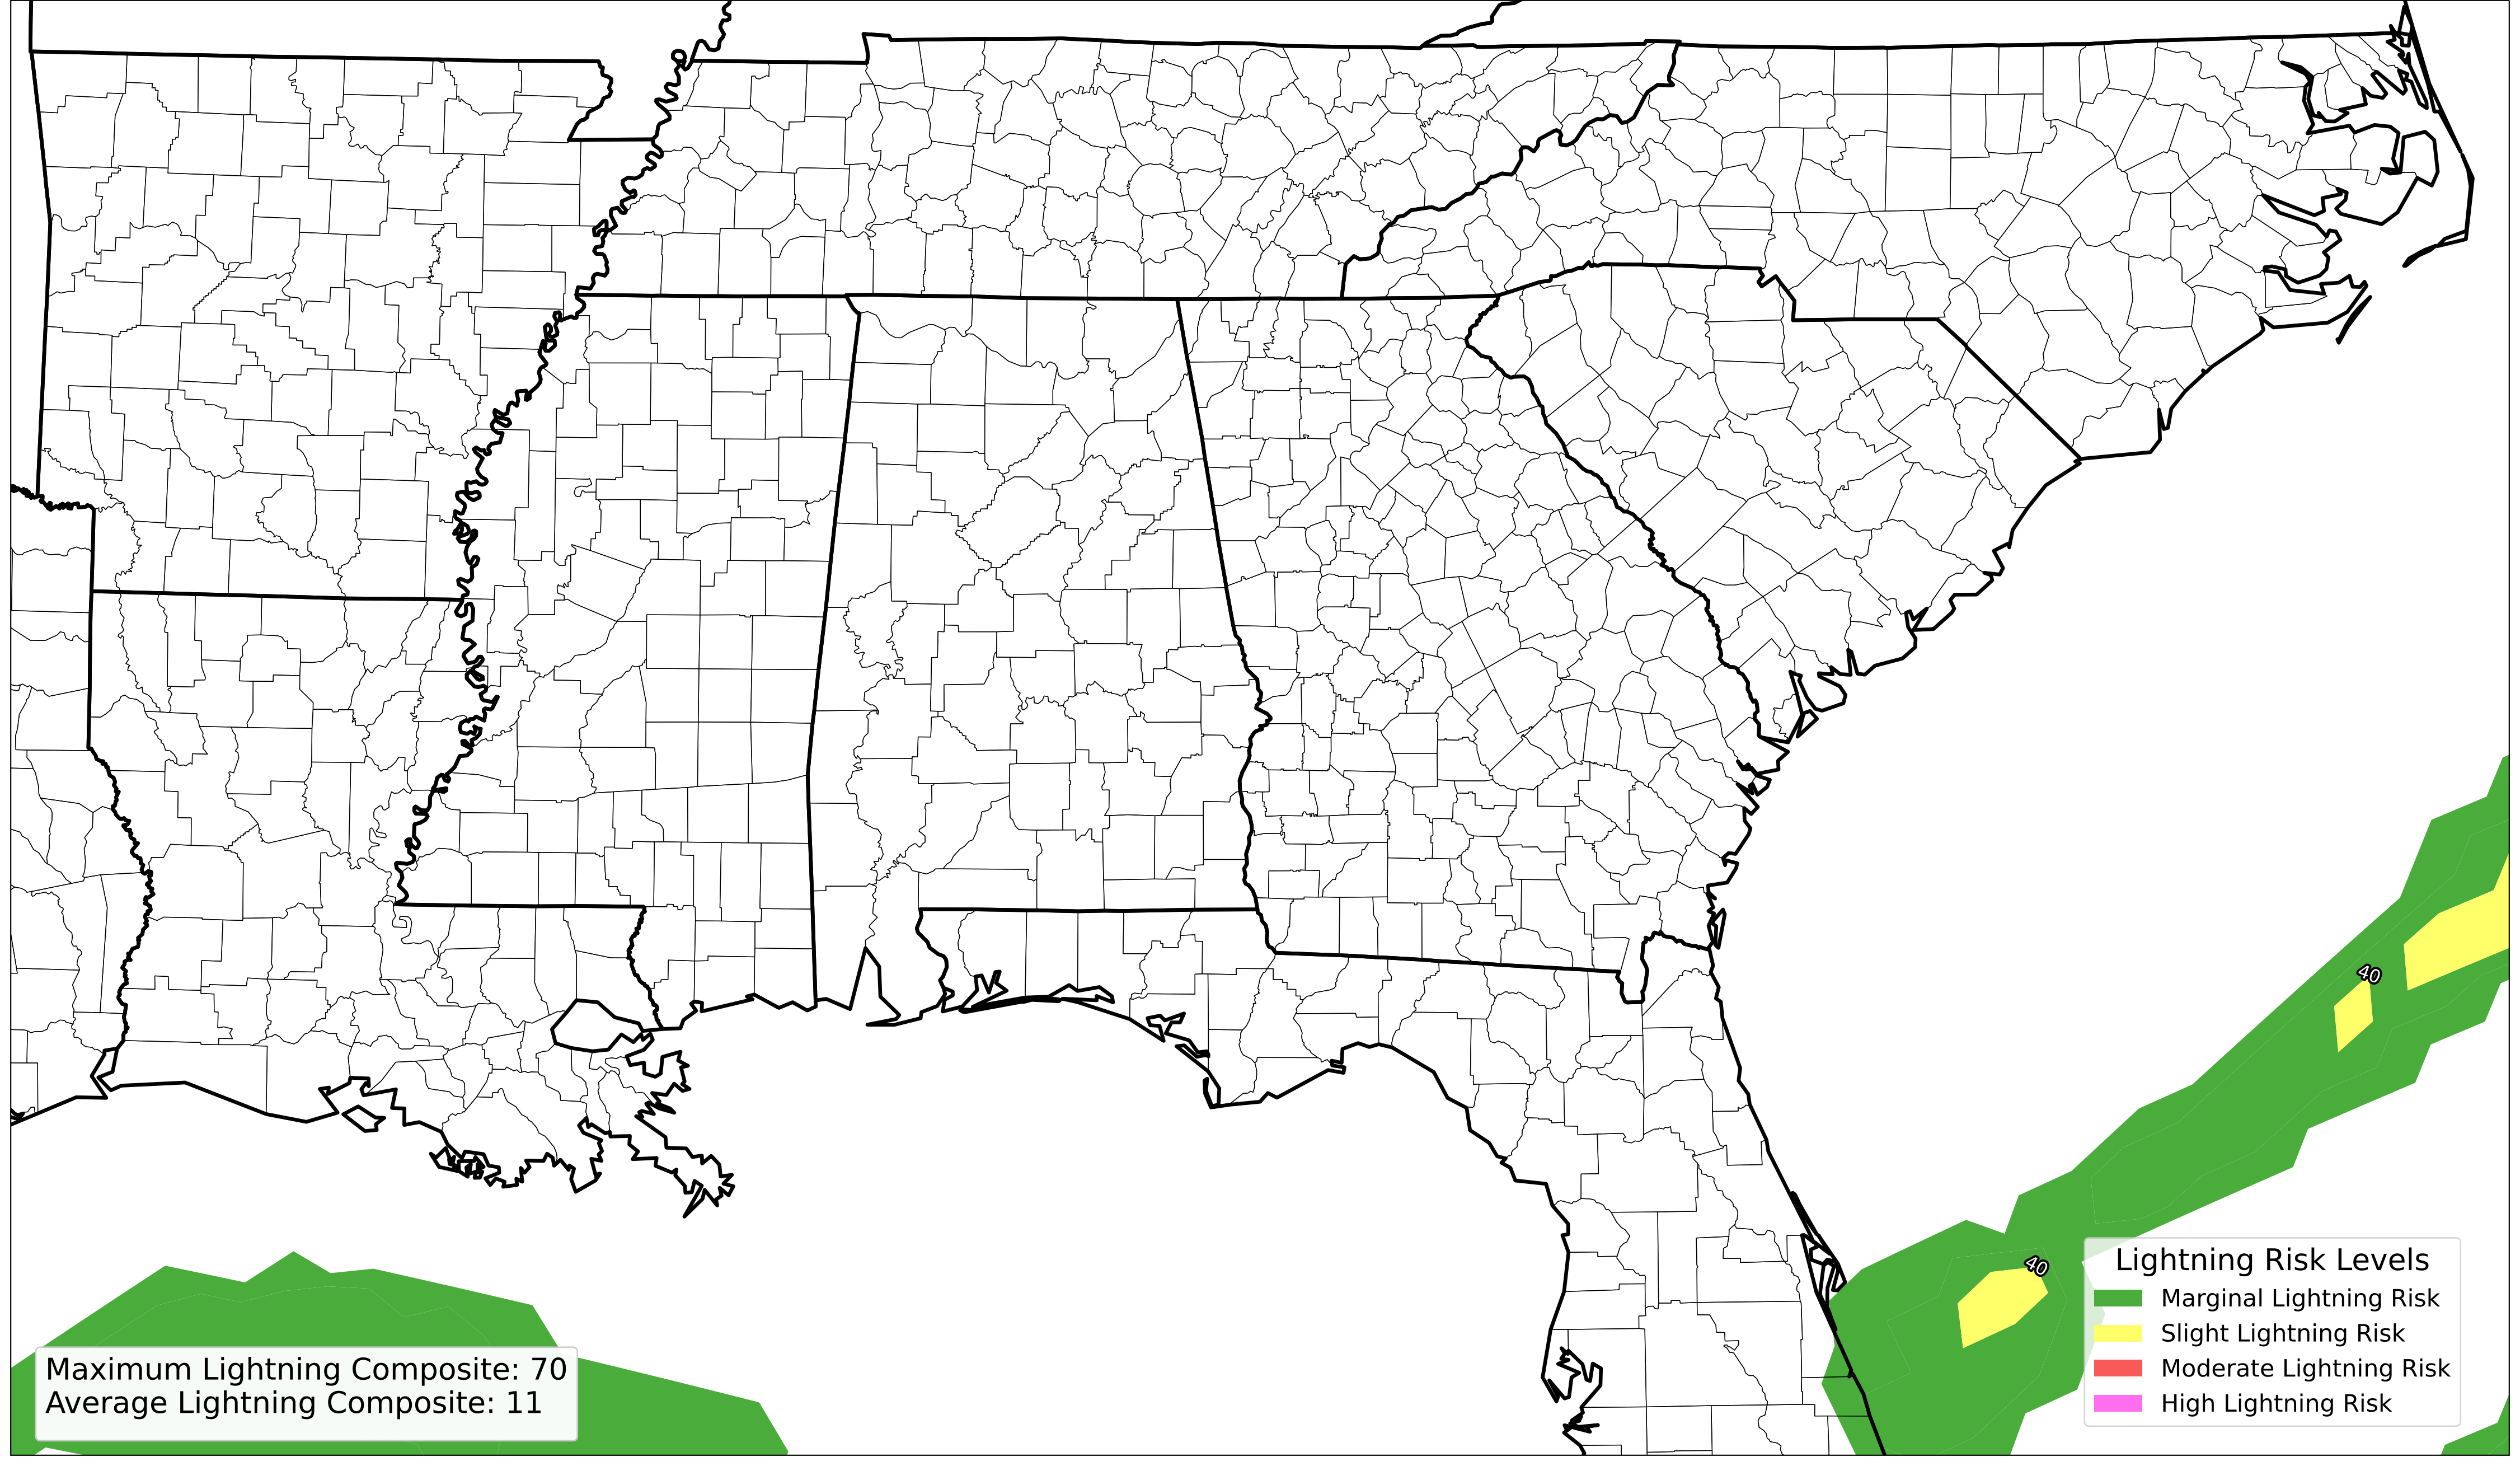 40
40
Maximum Lightning Composite: 70
Average Lightning Composite: 11
Lightning Risk Levels
Marginal Lightning Risk
Slight Lightning Risk
Moderate Lightning Risk
High Lightning Risk